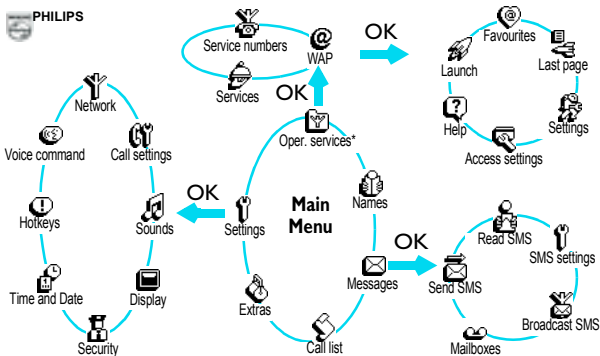 PHILIPS
Service numbers
WAP
Services
OK
OK
Favourites
Launch
Last page
Help
Settings
Access settings
Network
Voice command
Call settings
Hotkeys
Sounds
Time and Date
Display
Security
OK
Oper. services*
Names
Settings
Main
Menu
Messages
Extras
Call list
OK
Read SMS
SMS settings
Send SMS
Broadcast SMS
Mailboxes